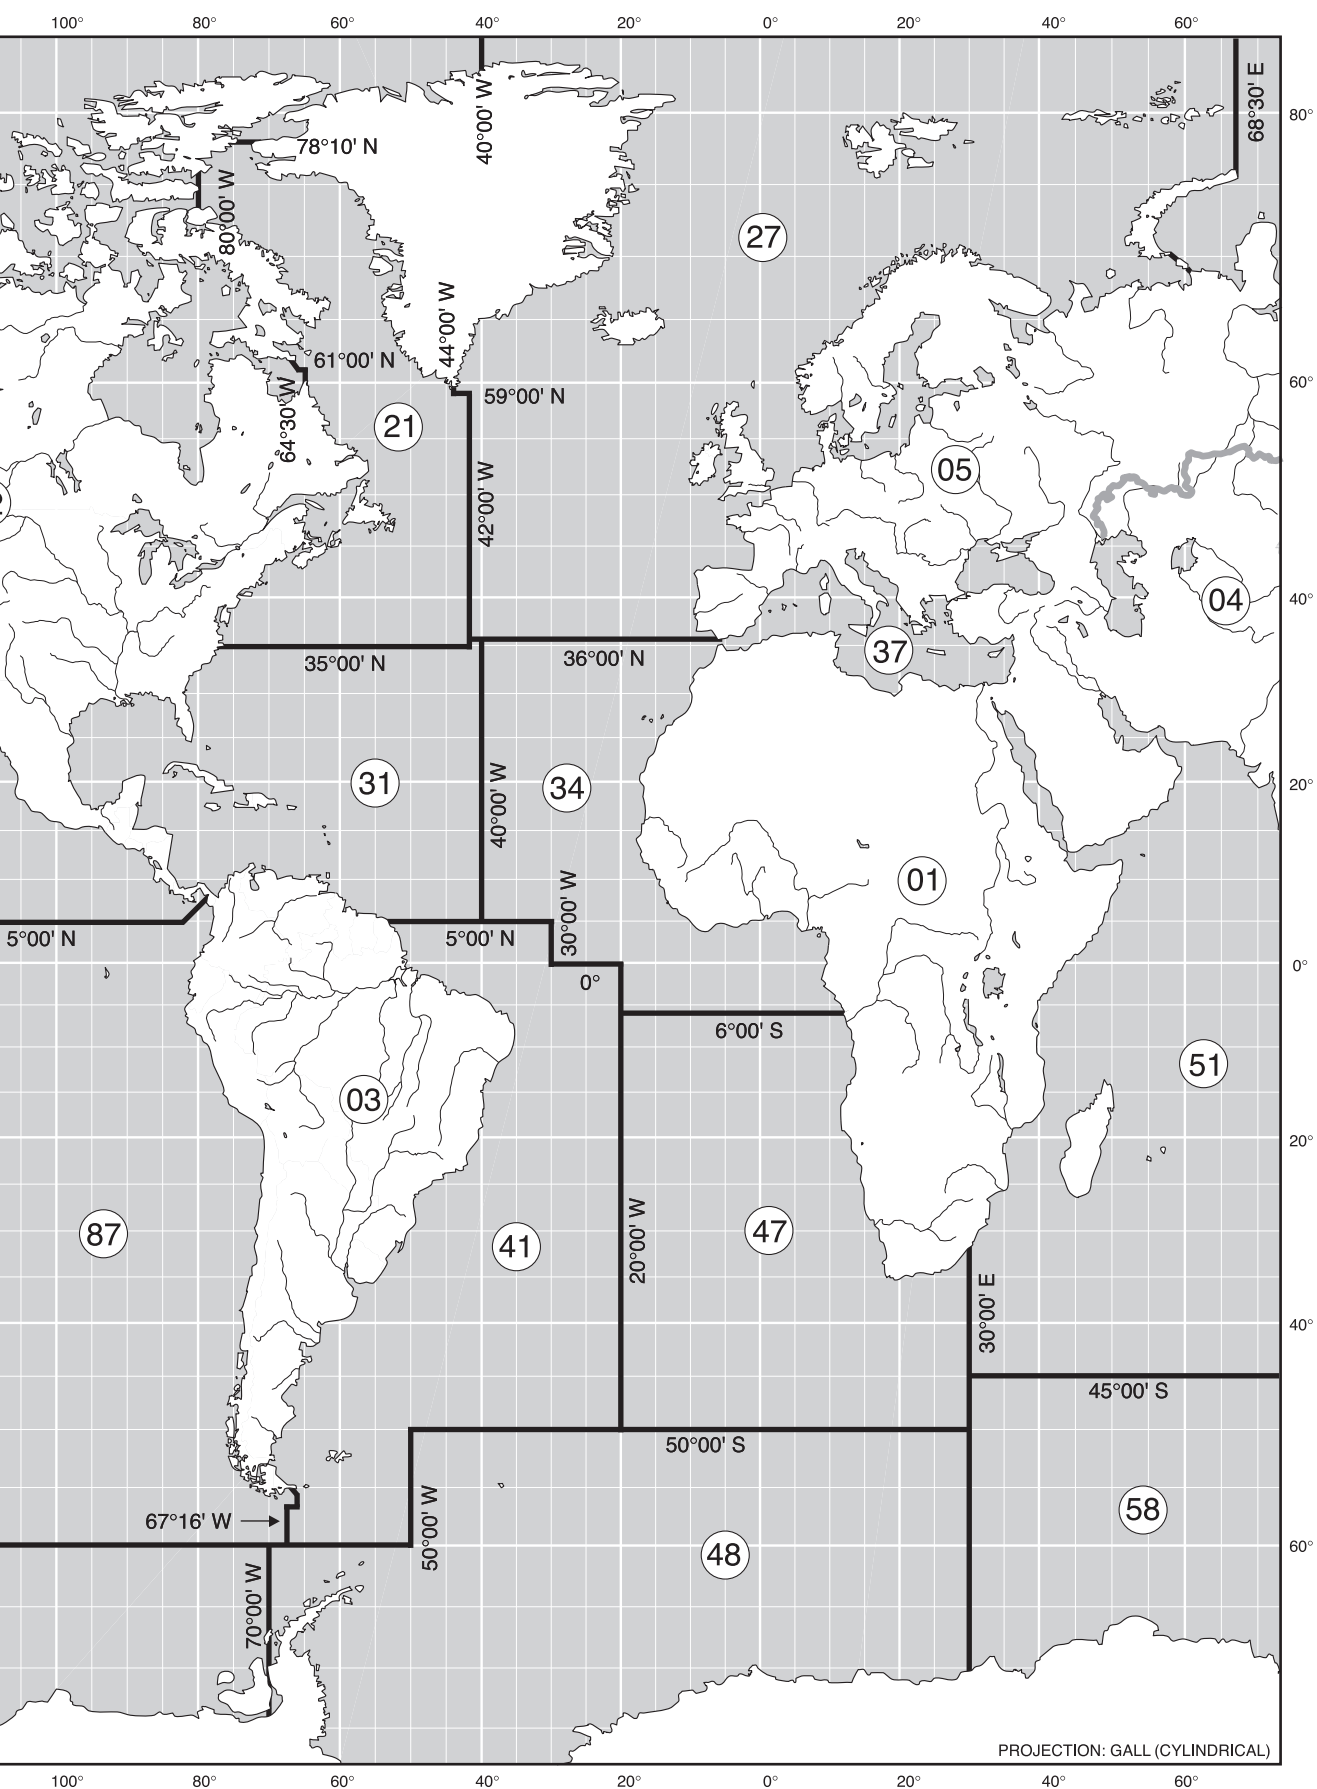 100° 80° 60° 40° 20° 0° 20° 40° 60°
68°30' E
80°
40°00' W
78°10' N
80°00' W
27
44°00' W
61°00' N
60°
59°00' N
64°30' W
21
05
42°00' W
04
40°
37
35°00' N
36°00' N
31
34
20°
40°00' W
01
30°00' W
5°00' N
5°00' N
0°
0°
6°00' S
51
03
20°
87
41
47
20°00' W
30°00' E
40°
45°00' S
50°00' S
67°16' W
50°00' W
58
48
60°
70°00' W
PROJECTION: GALL (CYLINDRICAL)
100° 80° 60° 40° 20° 0° 20° 40° 60°